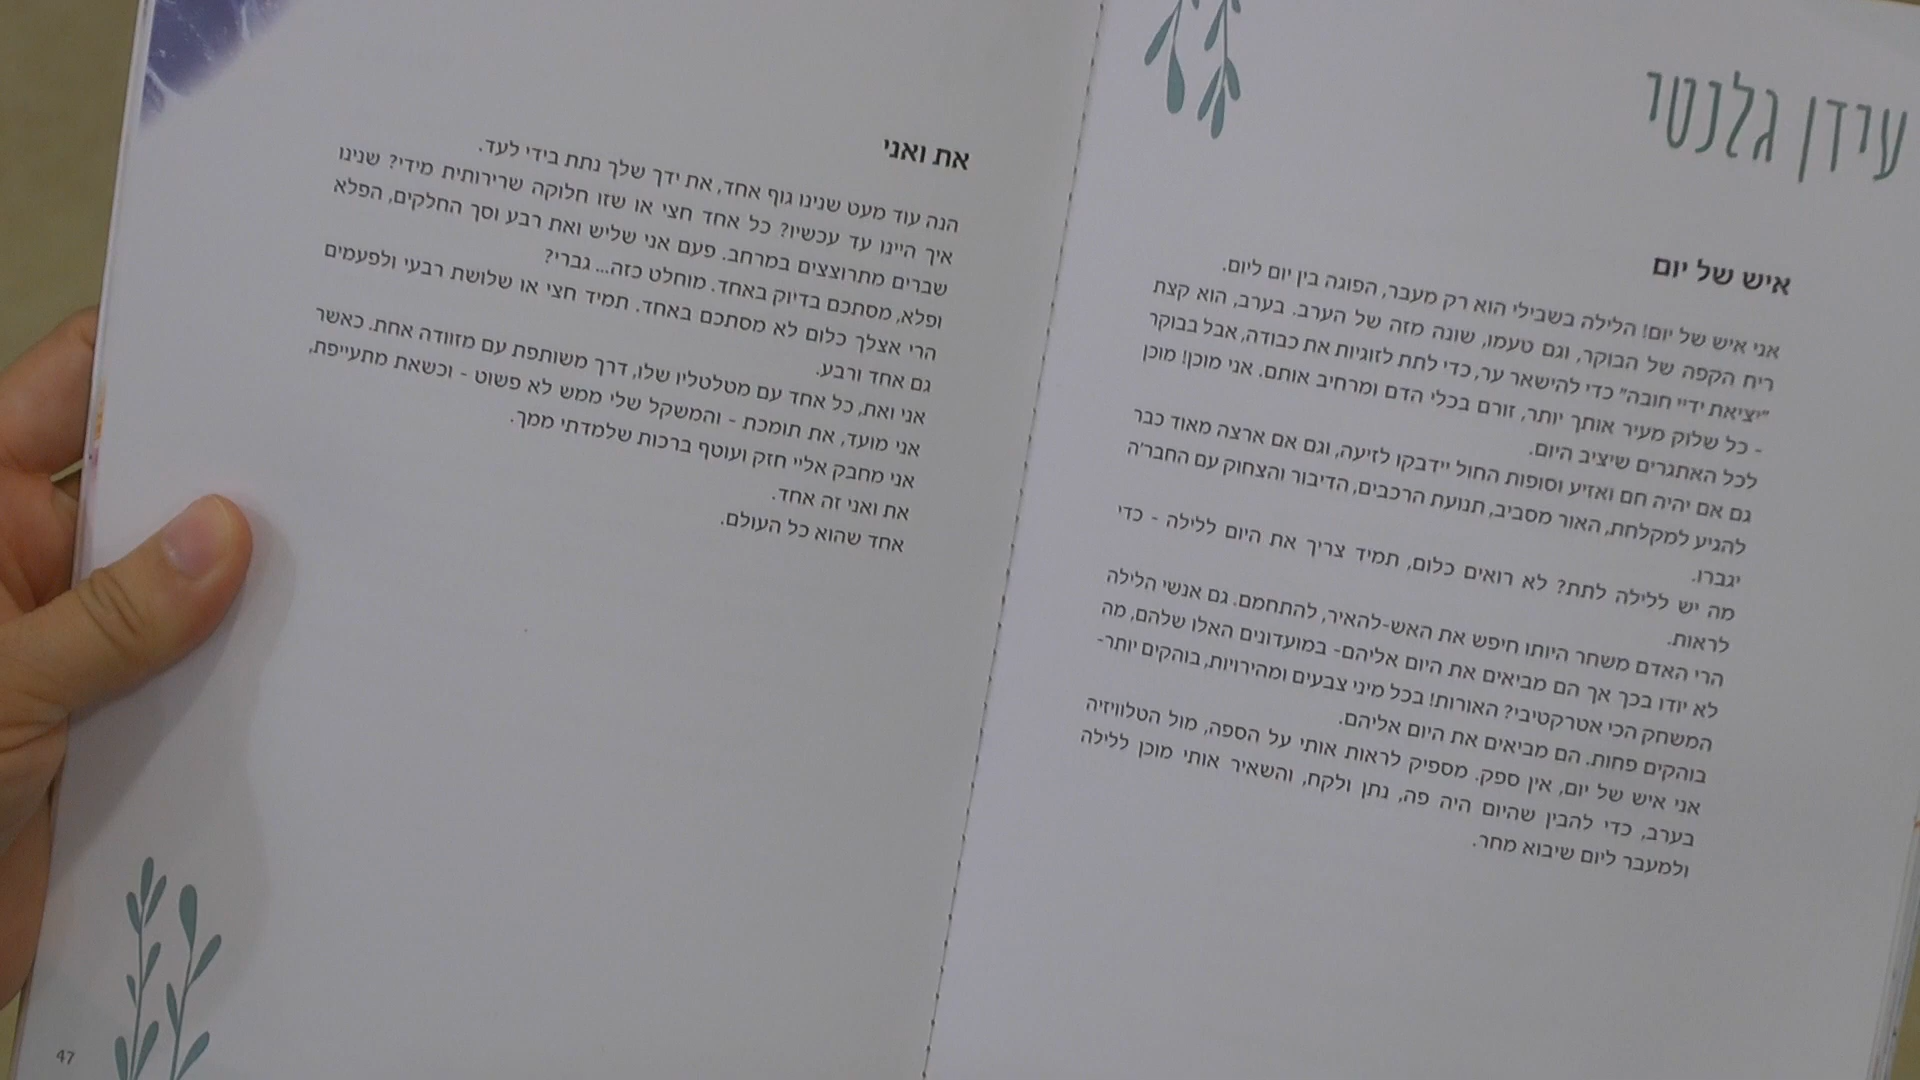 עידן גלנטי
איש של יום
אני איש של יום! הלילה בשבילי הוא רק מעבר, הפוגה בין יום ליום.
ריח הקפה של הבוקר, וגם טעמו, שונה מזה של הערב. בערב, הוא קצת
"יציאת ידיי חובה" כדי להישאר ער, כדי לתת לזוגיות את כבודה, אבל בבוקר
- כל שלוק מעיר אותך יותר, זורם בכלי הדם ומרחיב אותם. אני מוכן! מוכן
לכל האתגרים שיציב היום.
גם אם יהיה חם ואזיע וסופות החול יידבקו לזיעה, וגם אם ארצה מאוד כבר
להגיע למקלחת, האור מסביב, תנועת הרכבים, הדיבור והצחוק עם החבר'ה
יגברו.
מה יש ללילה לתת? לא רואים כלום, תמיד צריך את היום ללילה - כדי
לראות.
הרי האדם משחר היותו חיפש את האש-להאיר, להתחמם. גם אנשי הלילה
לא יודו בכך אך הם מביאים את היום אליהם- במועדונים האלו שלהם, מה
המשחק הכי אטרקטיבי? האורות! בכל מיני צבעים ומהירויות, בוהקים יותר-
בוהקים פחות. הם מביאים את היום אליהם.
אני איש של יום, אין ספק. מספיק לראות אותי על הספה, מול הטלוויזיה
בערב, כדי להבין שהיום היה פה, נתן ולקח, והשאיר אותי מוכן ללילה
ולמעבר ליום שיבוא מחר.
את ואני
הנה עוד מעט שנינו גוף אחד, את ידך שלך נתת בידי לעד.
איך היינו עד עכשיו? כל אחד חצי או שזו חלוקה שרירותית מידי? שנינו
שברים מתרוצצים במרחב. פעם אני שליש ואת רבע וסך החלקים, הפלא
ופלא, מסתכם בדיוק באחד. מוחלט כזה... גברי?
הרי אצלך כלום לא מסתכם באחד. תמיד חצי או שלושת רבעי ולפעמים
גם אחד ורבע.
אני ואת, כל אחד עם מטלטליו שלו, דרך משותפת עם מזוודה אחת. כאשר
אני מועד, את תומכת - והמשקל שלי ממש לא פשוט - וכשאת מתעייפת,
אני מחבק אליי חזק ועוטף ברכות שלמדתי ממך.
את ואני זה אחד.
אחד שהוא כל העולם.
47